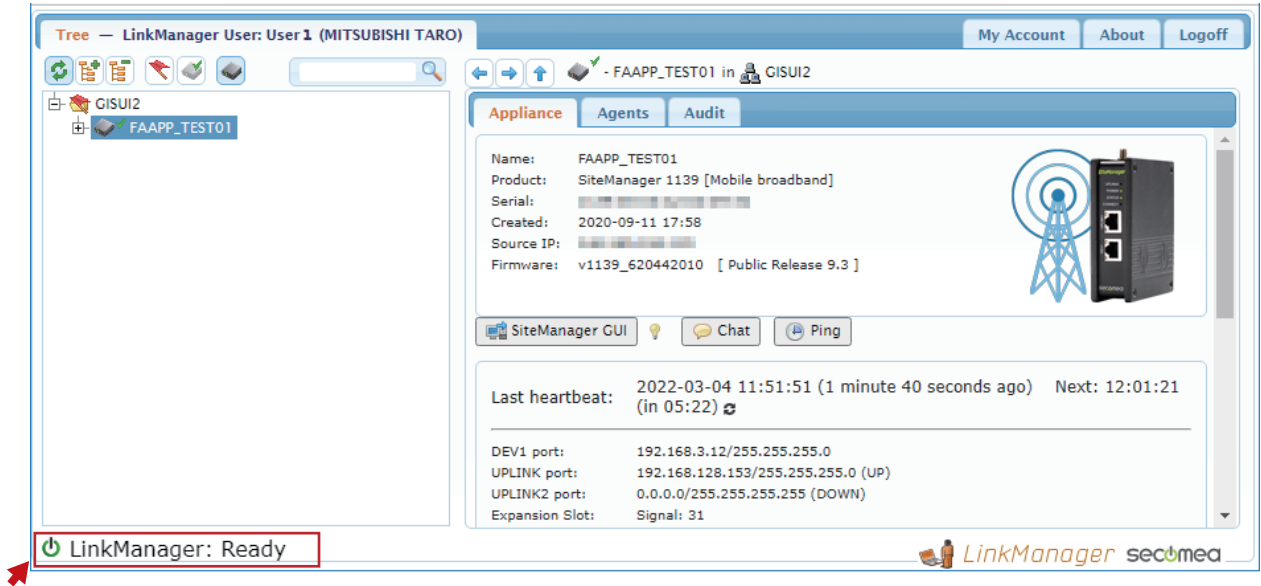 Tree — LinkManager User: User 1 (MITSUBISHI TARO)
My Account
About
Logoff
- FAAPP_TEST01 in GISUI2
GISUI2
FAAPP_TEST01
Appliance
Agents
Audit
Name: FAAPP_TEST01
Product: SiteManager 1139 [Mobile broadband]
Serial:
Created: 2020-09-11 17:58
Source IP:
Firmware: v1139_620442010 [ Public Release 9.3 ]
SiteManager GUI
Chat
Ping
Last heartbeat: 2022-03-04 11:51:51 (1 minute 40 seconds ago) Next: 12:01:21
(in 05:22)
DEV1 port: 192.168.3.12/255.255.255.0
UPLINK port: 192.168.128.153/255.255.255.0 (UP)
UPLINK2 port: 0.0.0.0/255.255.255.255 (DOWN)
Expansion Slot: Signal: 31
LinkManager: Ready
LinkManager secomea